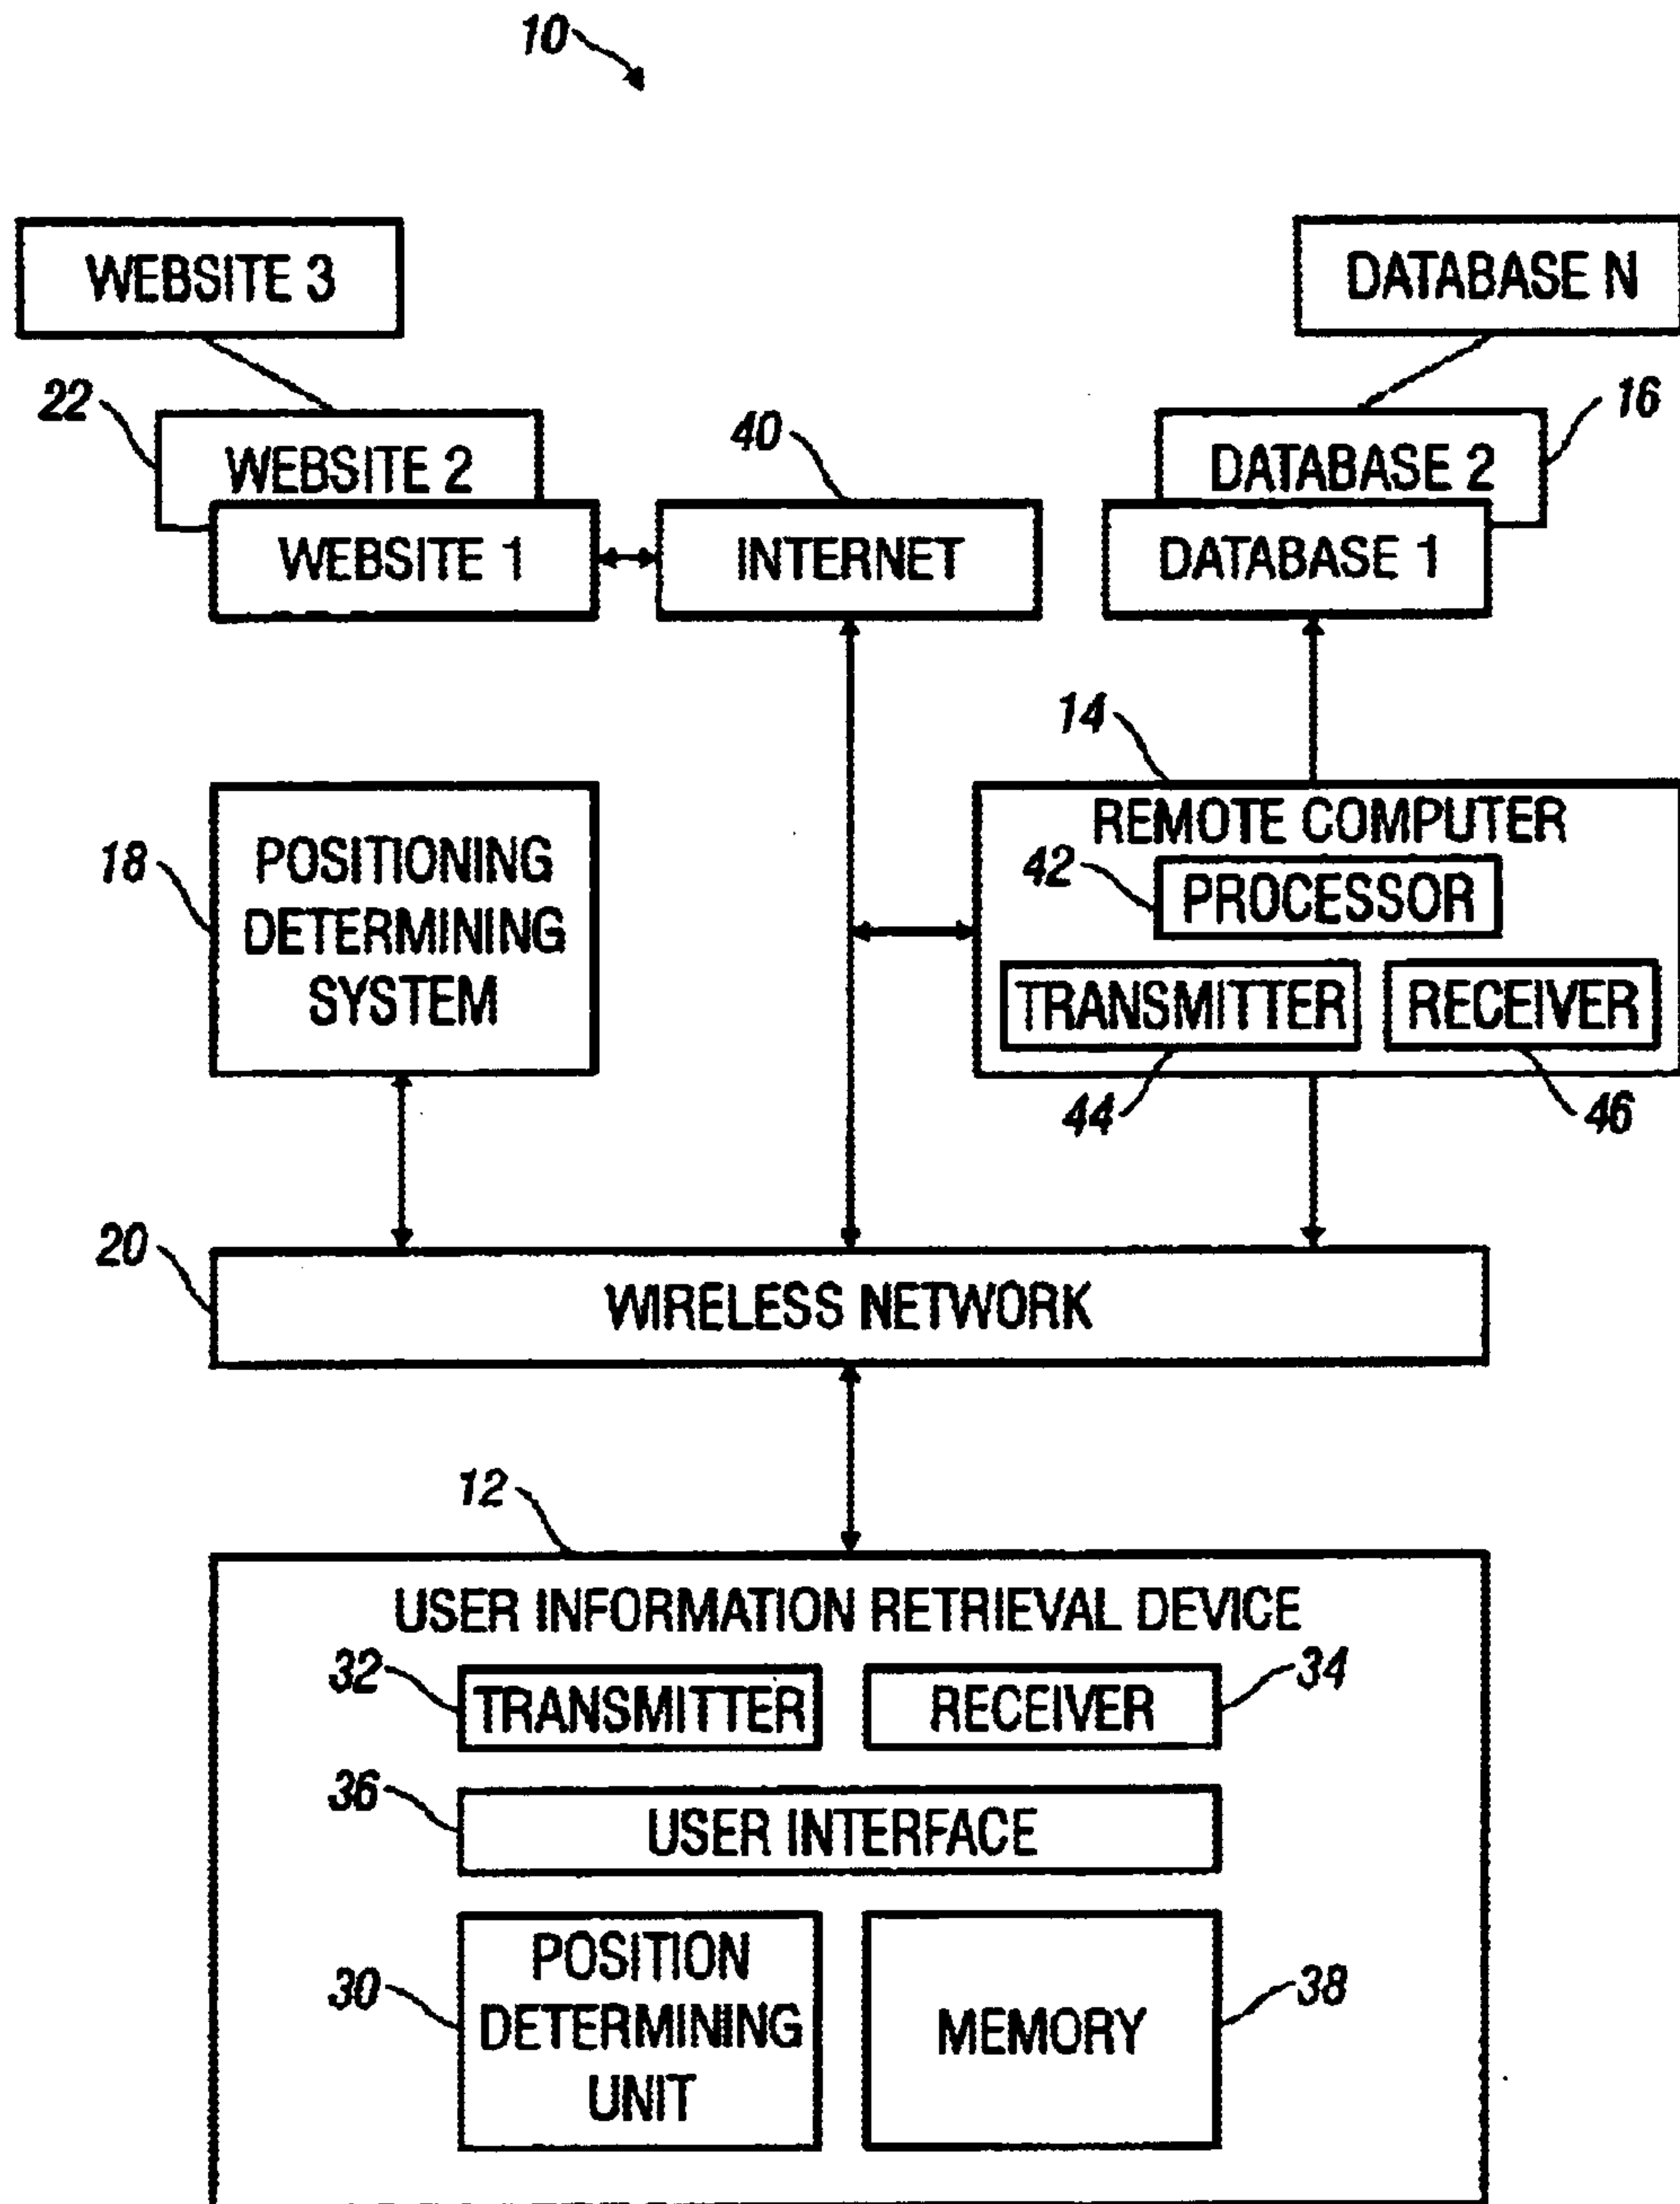 10
WEBSITE 3
DATABASE N
22
WEBSITE 2
40
DATABASE 2
16
WEBSITE 1
INTERNET
DATABASE 1
14
18
POSITIONING
DETERMINING
SYSTEM
REMOTE COMPUTER
42
PROCESSOR
TRANSMITTER
RECEIVER
44
46
20
WIRELESS NETWORK
12
USER INFORMATION RETRIEVAL DEVICE
32
TRANSMITTER
RECEIVER
34
36
USER INTERFACE
30
POSITION
DETERMINING
UNIT
MEMORY
38